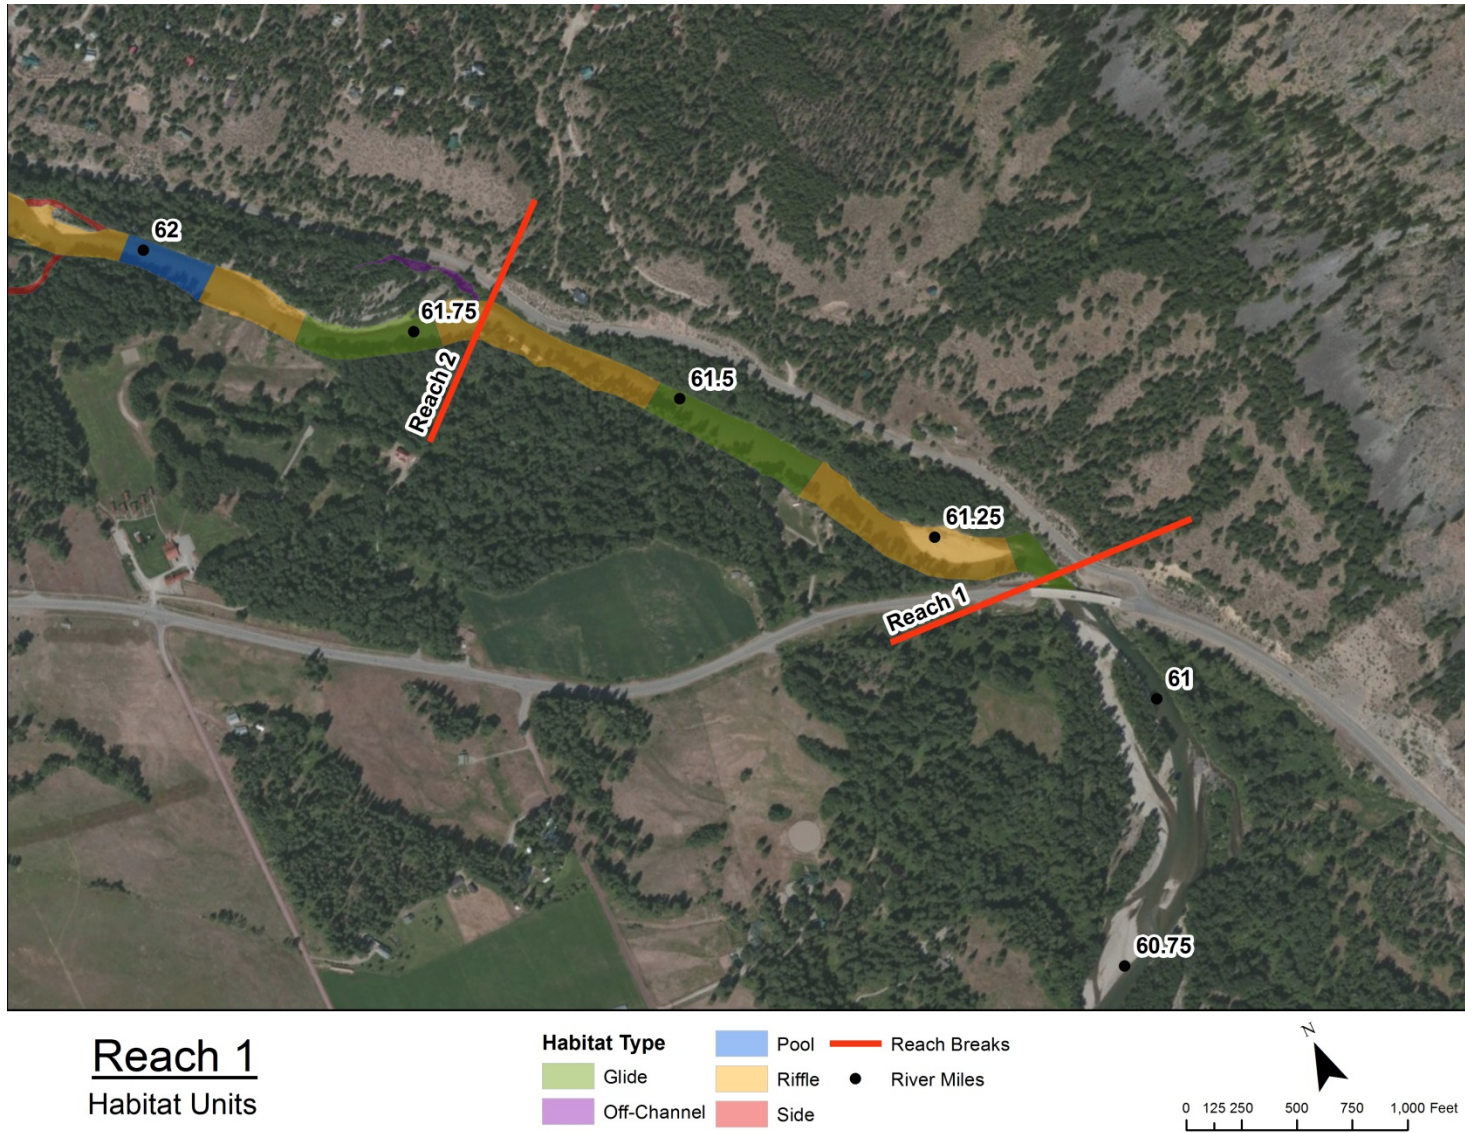 62
61.75
Reach 2
61.5
61.25
Reach 1
61
60.75
Reach 1
Habitat Units
Habitat Type
Glide
Off-Channel
Pool
Riffle
Side
Reach Breaks
River Miles
N
0 125 250 500 750 1,000 Feet